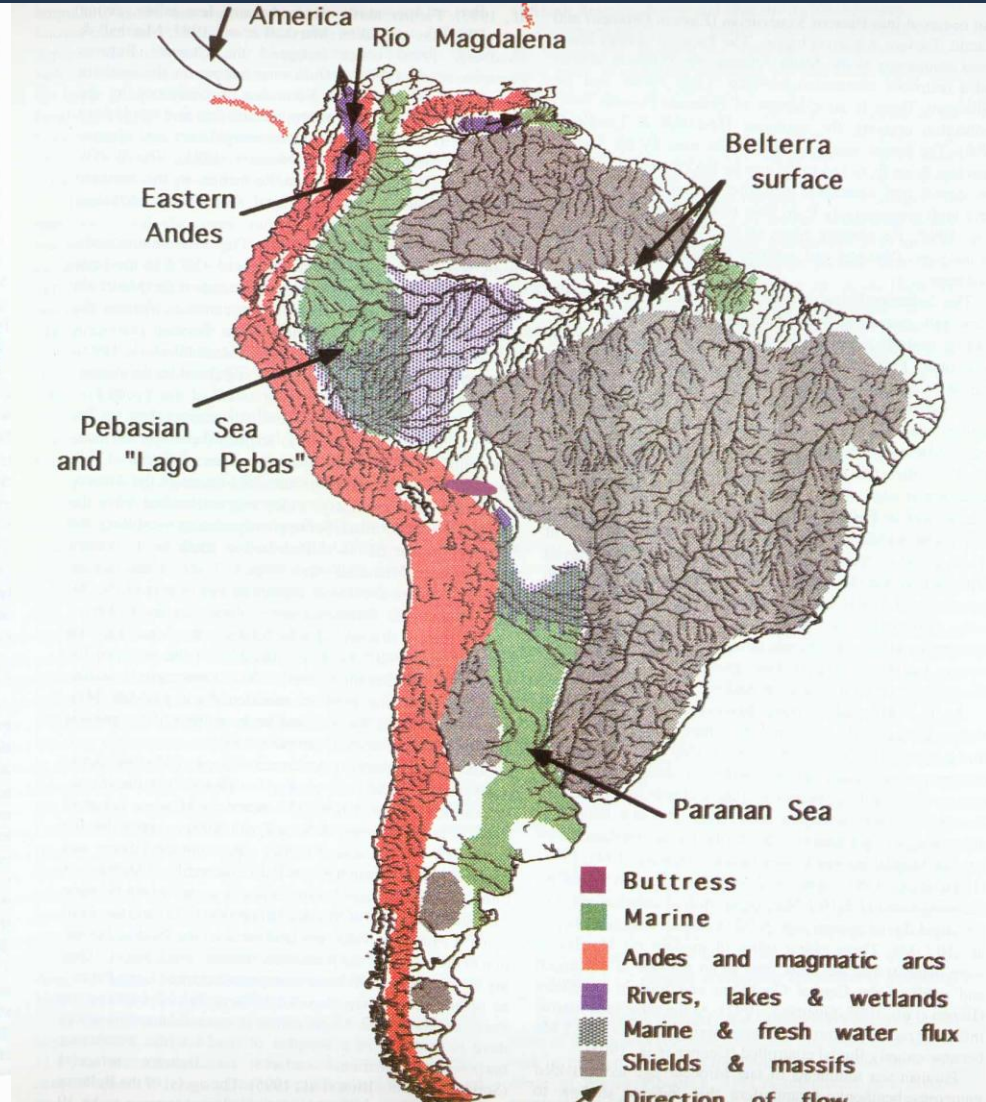 America
Río Magdalena
Belterra
surface
Eastern
Andes
Pebasian Sea
and "Lago Pebas"
Paranan Sea
Buttress
Marine
Andes and magmatic arcs
Rivers, lakes & wetlands
Marine & fresh water flux
Shields & massifs
Direction of flow